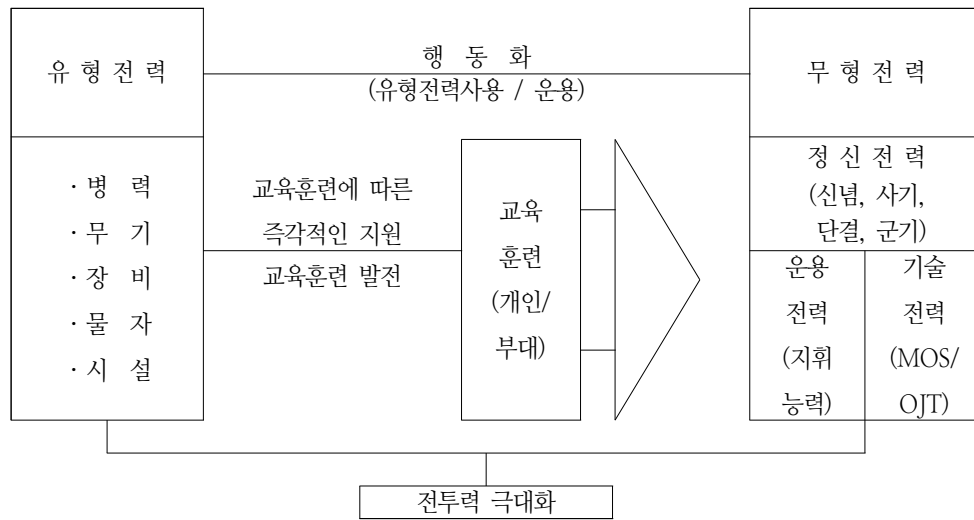 유 형 전 력
행 동 화
(유형전력사용 / 운용)
무 형 전 력
· 병 력
· 무 기
· 장 비
· 물 자
· 시 설
교육훈련에 따른
즉각적인 지원
교육훈련 발전
교육
훈련
(개인/
부대)
정 신 전 력
(신념, 사기,
단결, 군기)
운용
전력
(지휘
능력)
기술
전력
(MOS/
OJT)
전투력 극대화